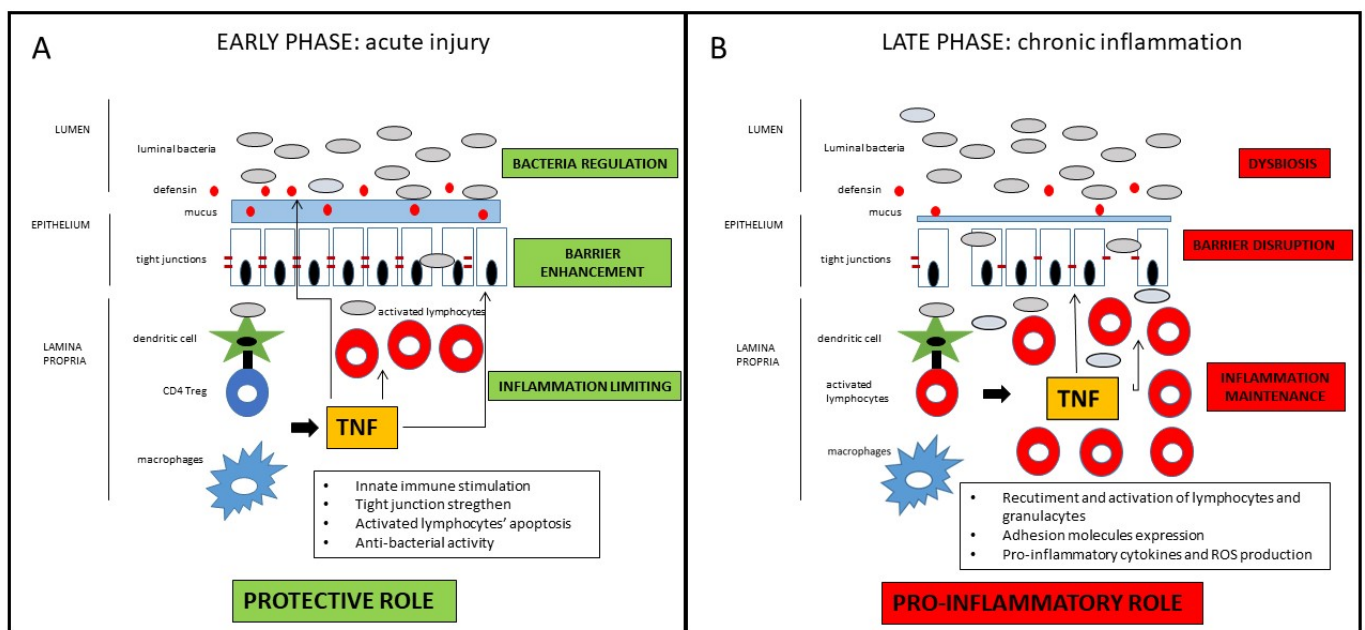 A
EARLY PHASE: acute injury
LUMEN
luminal bacteria
BACTERIA REGULATION
defensin
mucus
EPITHELIUM
tight junctions
BARRIER
ENHANCEMENT
activated lymphocytes
dendritic cell
LAMINA
PROPRIA
CD4 Treg
INFLAMMATION LIMITING
TNF
macrophages
• Innate immune stimulation
• Tight junction stregthen
• Activated lymphocytes’ apoptosis
• Anti-bacterial activity
PROTECTIVE ROLE
B
LATE PHASE: chronic inflammation
LUMEN
Luminal bacteria
DYSBIOSIS
defensin
mucus
EPITHELIUM
BARRIER DISRUPTION
tight junctions
dendritic cell
LAMINA
PROPRIA
activated
lymphocytes
INFLAMMATION
MAINTENANCE
TNF
macrophages
• Recutiment and activation of lymphocytes and
granulacytes
• Adhesion molecules expression
• Pro-inflammatory cytokines and ROS production
PRO-INFLAMMATORY ROLE